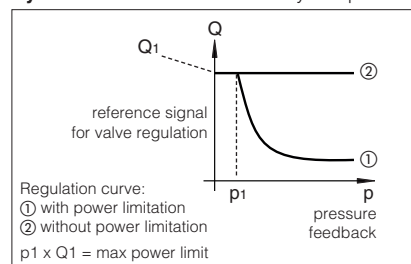 Q
Q1
②
reference signal
for valve regulation
①
p1
p
pressure
feedback
Regulation curve:
① with power limitation
② without power limitation
p1 x Q1 = max power limit